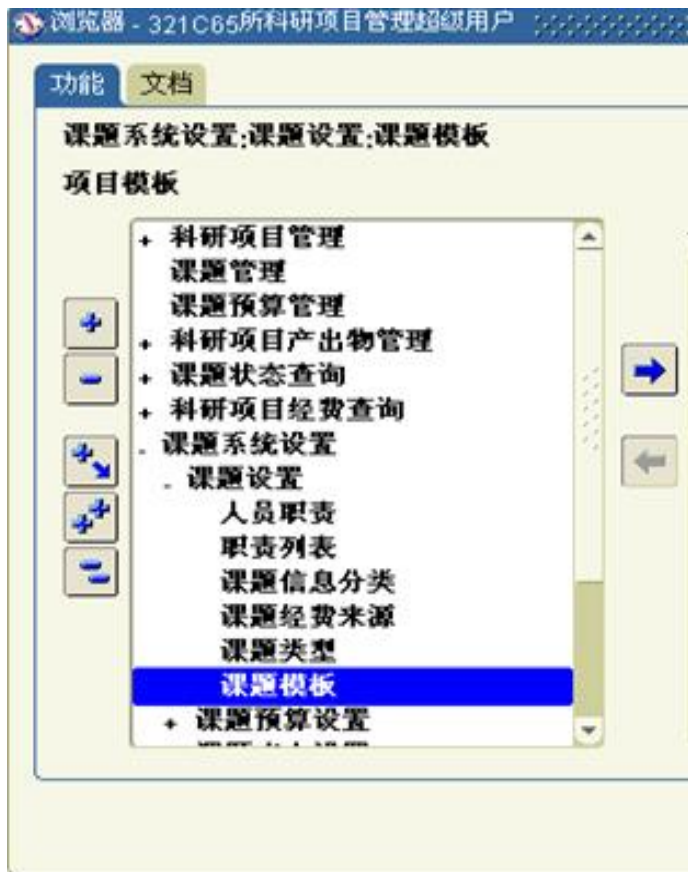 浏览器 - 321C65所科研项目管理超级用户
功能 文档
课题系统设置:课题设置:课题模板
项目模板
+ 科研项目管理
课题管理
课题预算管理
+ 科研项目产出物管理
+ 课题状态查询
+ 科研项目经费查询
- 课题系统设置
- 课题设置
人员职责
职责列表
课题信息分类
课题经费来源
课题类型
课题模板
+ 课题预算设置